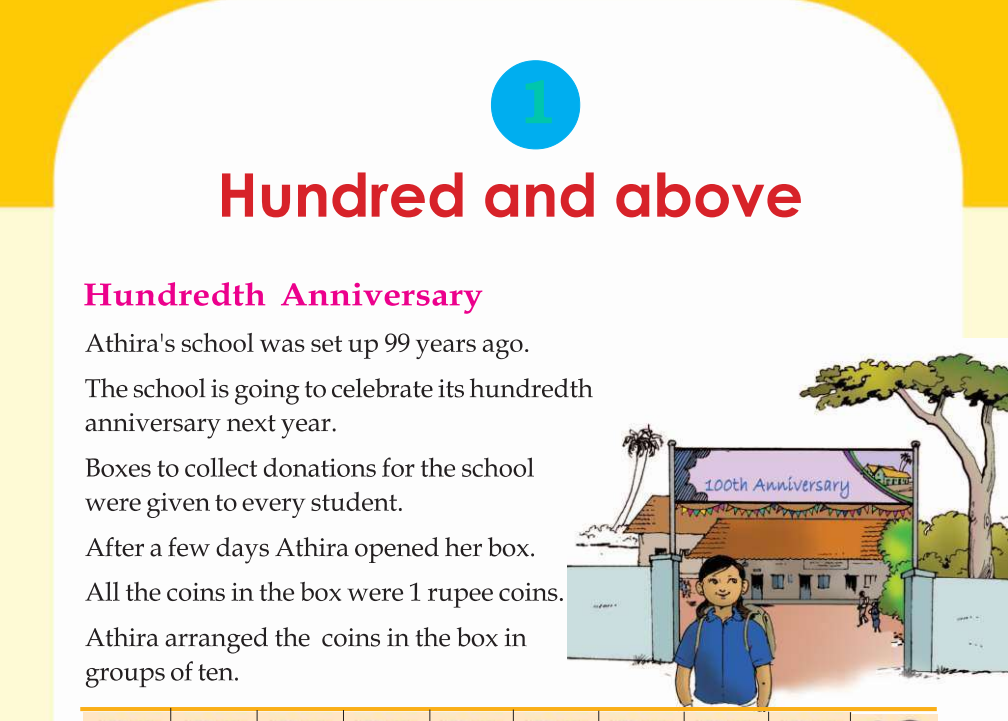 1
Hundred and above
Hundredth Anniversary
Athira's school was set up 99 years ago.
The school is going to celebrate its hundredth
anniversary next year.
Boxes to collect donations for the school
were given to every student.
After a few days Athira opened her box.
All the coins in the box were 1 rupee coins.
Athira arranged the coins in the box in
groups of ten.
100th Anniversary